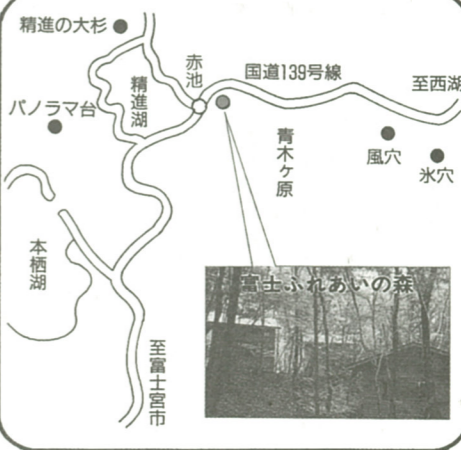 精進の大杉
赤池
国道139号線
至西湖
精進湖
パノラマ台
青木ヶ原
風穴
氷穴
本栖湖
富士ふれあいの森
至富士宮市